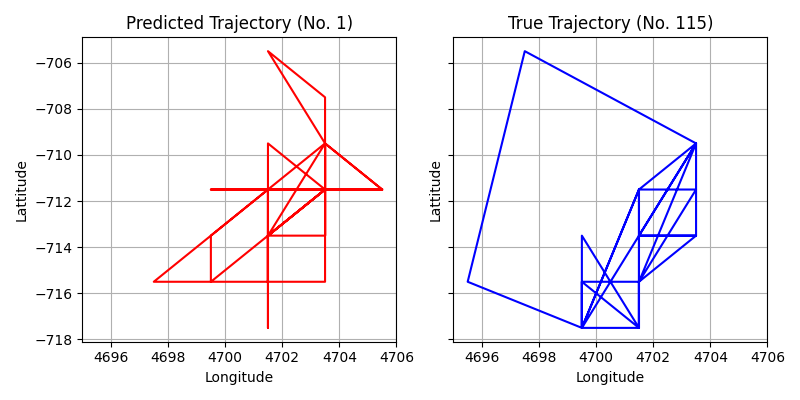 Predicted Trajectory (No. 1)
True Trajectory (No. 115)
−706
−708
−710
−712
−714
−716
−718
Lattitude
Lattitude
4696 4698 4700 4702 4704 4706
4696 4698 4700 4702 4704 4706
Longitude
Longitude